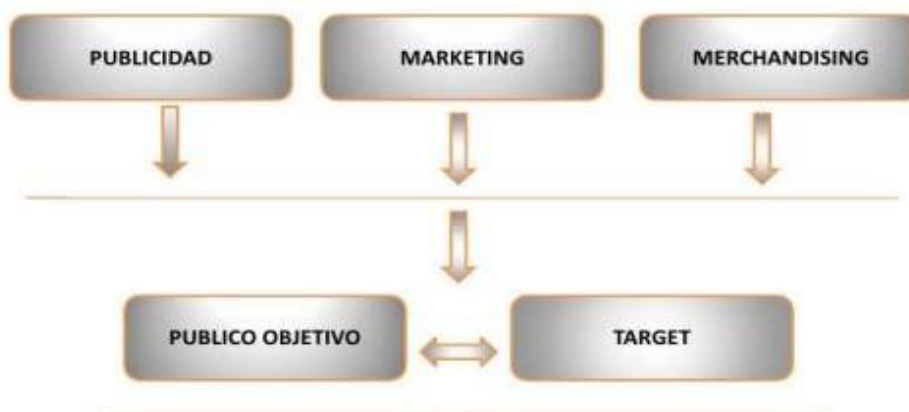 PUBLICIDAD
MARKETING
MERCHANDISING
PUBLICO OBJETIVO
TARGET